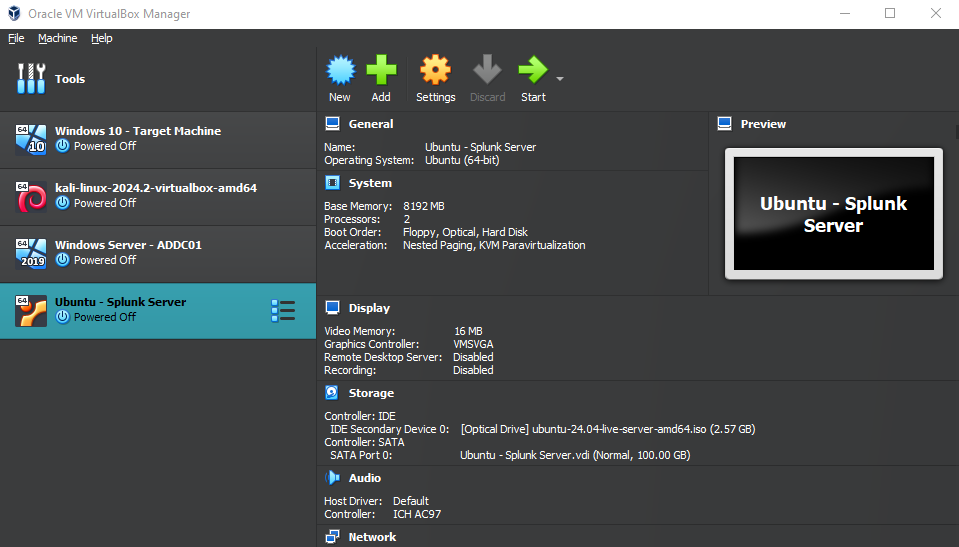 Oracle VM VirtualBox Manager
File Machine Help
Tools
New Add Settings Discard Start
64 10 Windows 10 - Target Machine
Powered Off
64 kali-linux-2024.2-virtualbox-amd64
Powered Off
64 2019 Windows Server - ADDC01
Powered Off
64 Ubuntu - Splunk Server
Powered Off
General
Name: Ubuntu - Splunk Server
Operating System: Ubuntu (64-bit)
System
Base Memory: 8192 MB
Processors: 2
Boot Order: Floppy, Optical, Hard Disk
Acceleration: Nested Paging, KVM Paravirtualization
Preview
Ubuntu - Splunk
Server
Display
Video Memory: 16 MB
Graphics Controller: VMSVGA
Remote Desktop Server: Disabled
Recording: Disabled
Storage
Controller: IDE
IDE Secondary Device 0: [Optical Drive] ubuntu-24.04-live-server-amd64.iso (2.57 GB)
Controller: SATA
SATA Port 0: Ubuntu - Splunk Server.vdi (Normal, 100.00 GB)
Audio
Host Driver: Default
Controller: ICH AC97
Network